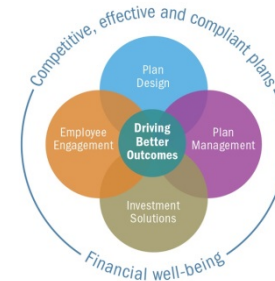 Competitive, effective and compliant plans
Plan
Design
Employee
Engagement
Driving
Better
Outcomes
Plan
Management
Investment
Solutions
Financial well-being